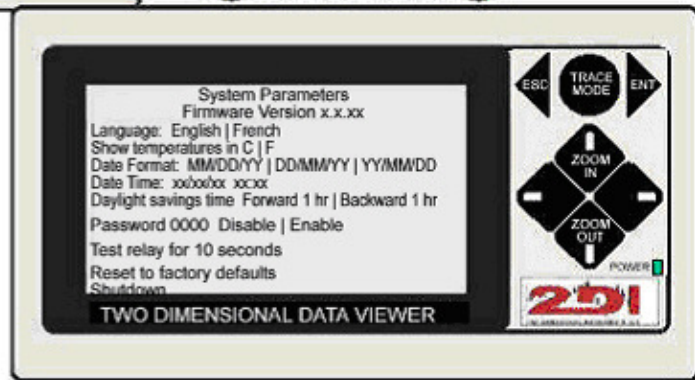 System Parameters
Firmware Version x.x.xx
Language: English | French
Show temperatures in C | F
Date Format: MM/DD/YY | DD/MM/YY | YY/MM/DD
Date Time: xx/xx/xx xx:xx
Daylight savings time Forward 1 hr | Backward 1 hr
Password 0000 Disable | Enable
Test relay for 10 seconds
Reset to factory defaults
Shutdown
TWO DIMENSIONAL DATA VIEWER
ESC
TRACE
MODE
ENT
ZOOM
IN
ZOOM
OUT
POWER
2DI